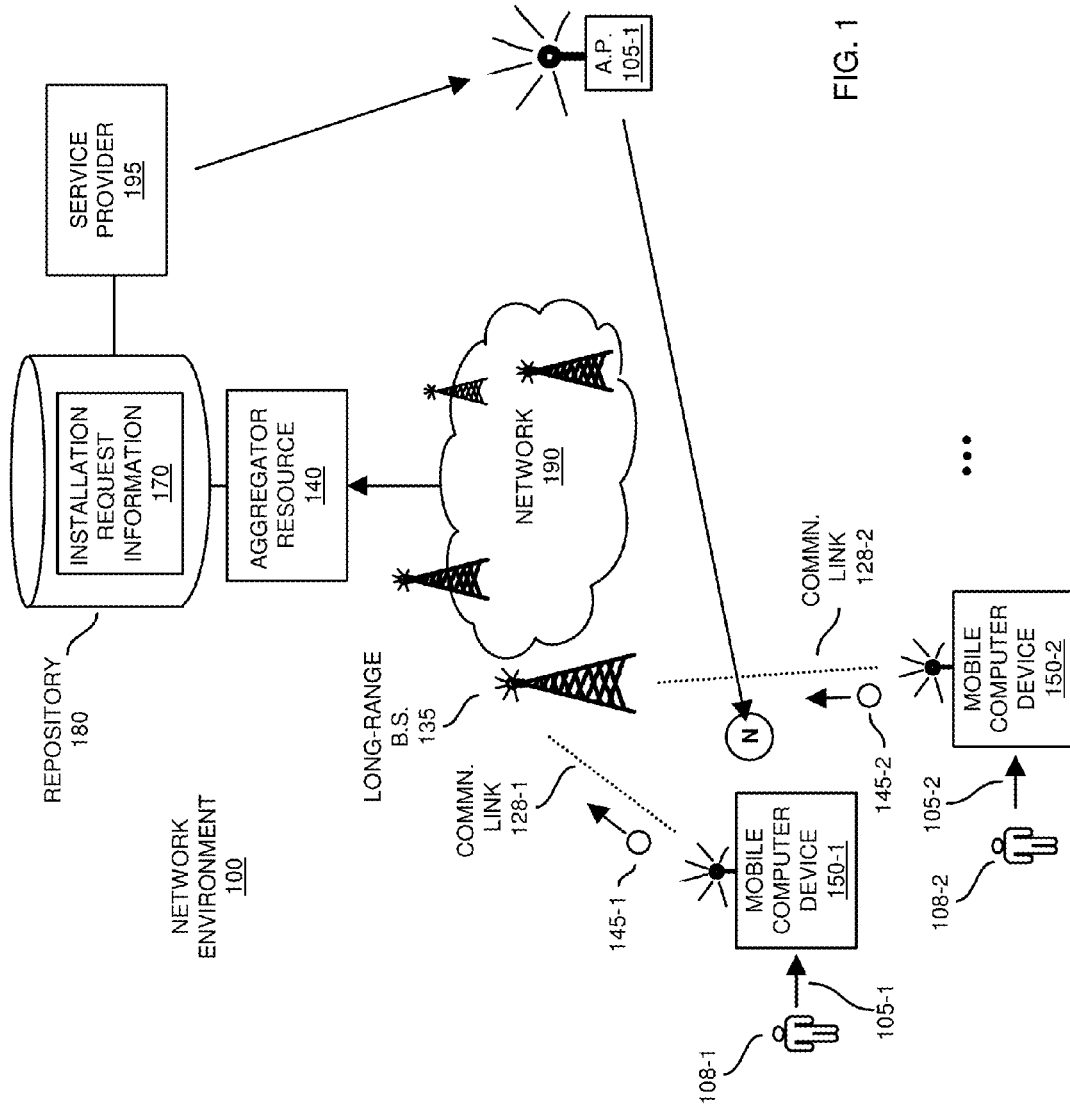 NETWORK
ENVIRONMENT
100
REPOSITORY
180
INSTALLATION
REQUEST
INFORMATION
170
SERVICE
PROVIDER
195
AGGREGATOR
RESOURCE
140
NETWORK
190
LONG-RANGE
B.S.
135
A.P.
105-1
COMMN.
LINK
128-1
COMMN.
LINK
128-2
N
145-1
145-2
MOBILE
COMPUTER
DEVICE
150-1
MOBILE
COMPUTER
DEVICE
150-2
108-1
105-1
108-2
105-2
...
FIG. 1